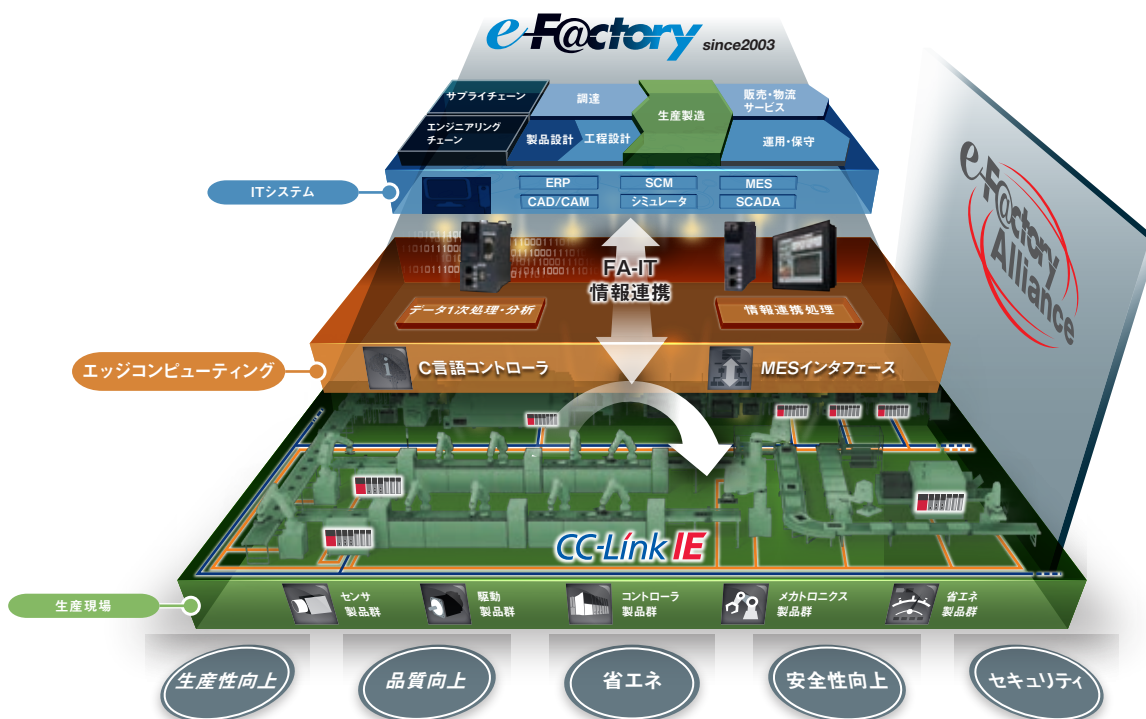 e-F@ctory since2003
サプライチェーン
調達
生産製造
販売・物流
サービス
エンジニアリング
チェーン
製品設計
工程設計
運用・保守
ITシステム
ERP
SCM
MES
CAD/CAM
シミュレータ
SCADA
e-F@ctory
Alliance
FA-IT
情報連携
データ1次処理・分析
情報連携処理
エッジコンピューティング
C言語コントローラ
MESインタフェース
CC-Link IE
生産現場
センサ
製品群
駆動
製品群
コントローラ
製品群
メカトロニクス
製品群
省エネ
製品群
生産性向上
品質向上
省エネ
安全性向上
セキュリティ